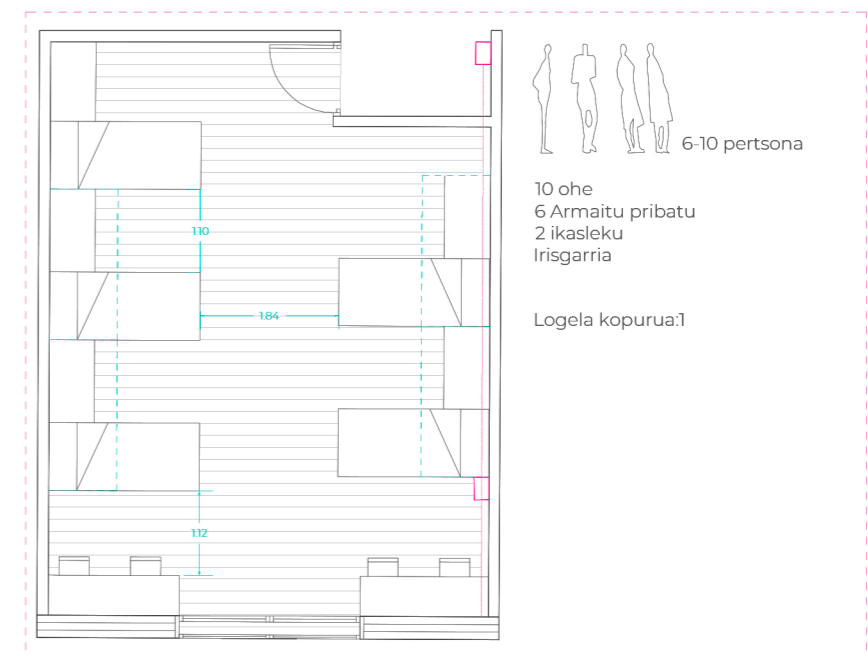 6-10 pertsona
10 ohe
6 Armaitu pribatu
2 ikasleku
Irisgarria
Logela kopurua:1
1.10
1.84
1.12